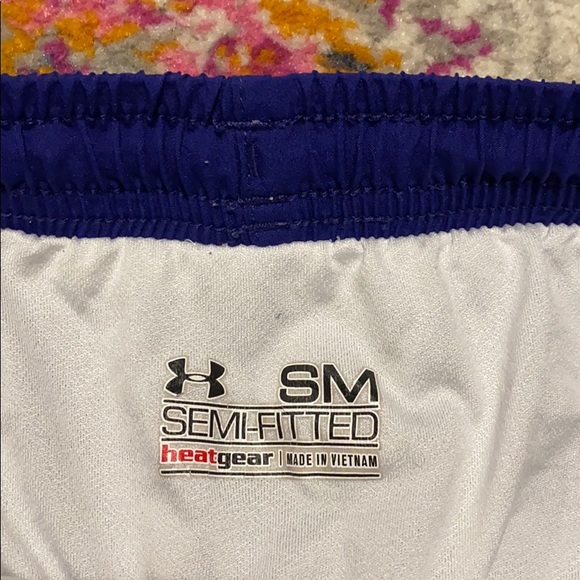 SM
SEMI-FITTED
heatgear | MADE IN VIETNAM